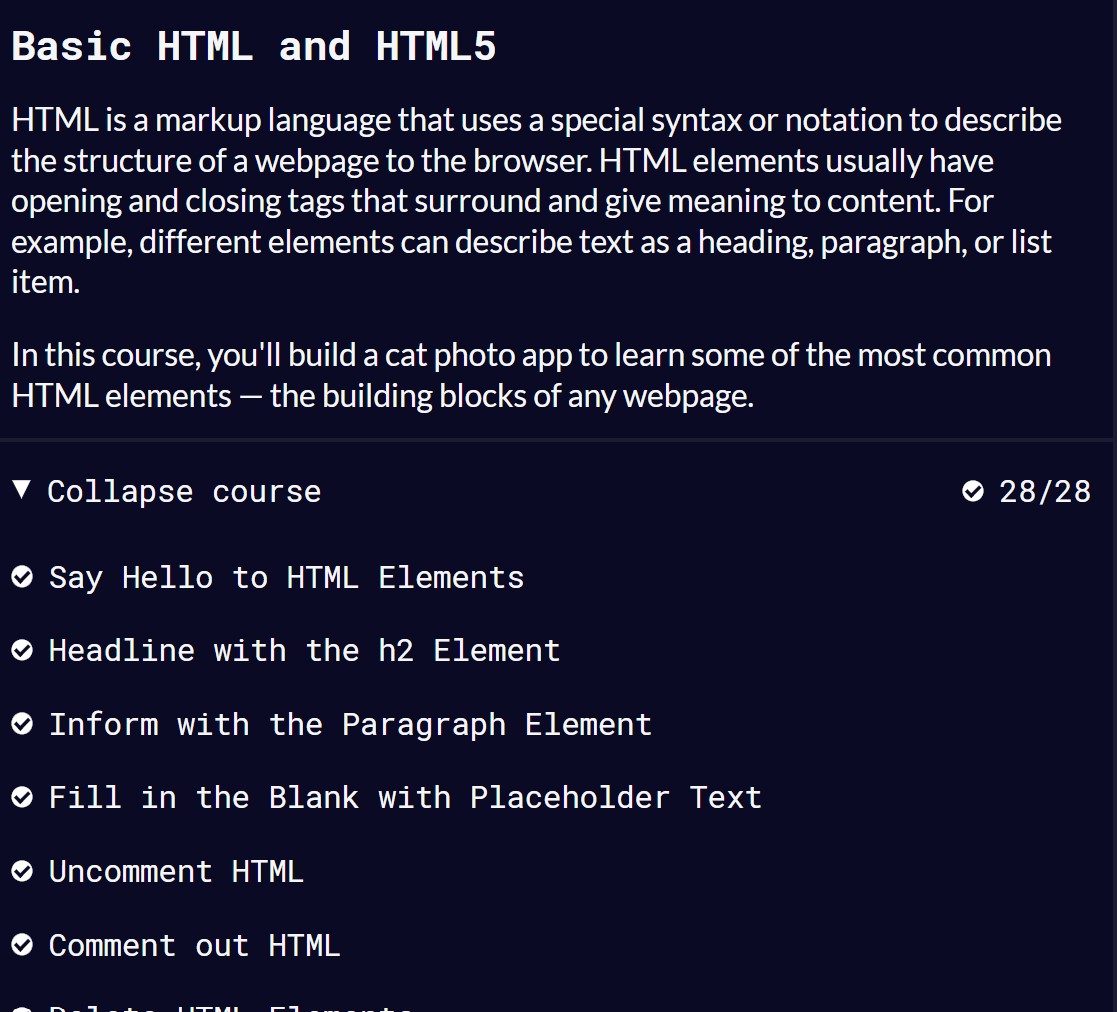 Basic HTML and HTML5
HTML is a markup language that uses a special syntax or notation to describe
the structure of a webpage to the browser. HTML elements usually have
opening and closing tags that surround and give meaning to content. For
example, different elements can describe text as a heading, paragraph, or list
item.
In this course, you'll build a cat photo app to learn some of the most common
HTML elements — the building blocks of any webpage.
Collapse course 28/28
Say Hello to HTML Elements
Headline with the h2 Element
Inform with the Paragraph Element
Fill in the Blank with Placeholder Text
Uncomment HTML
Comment out HTML
Delete HTML Elements